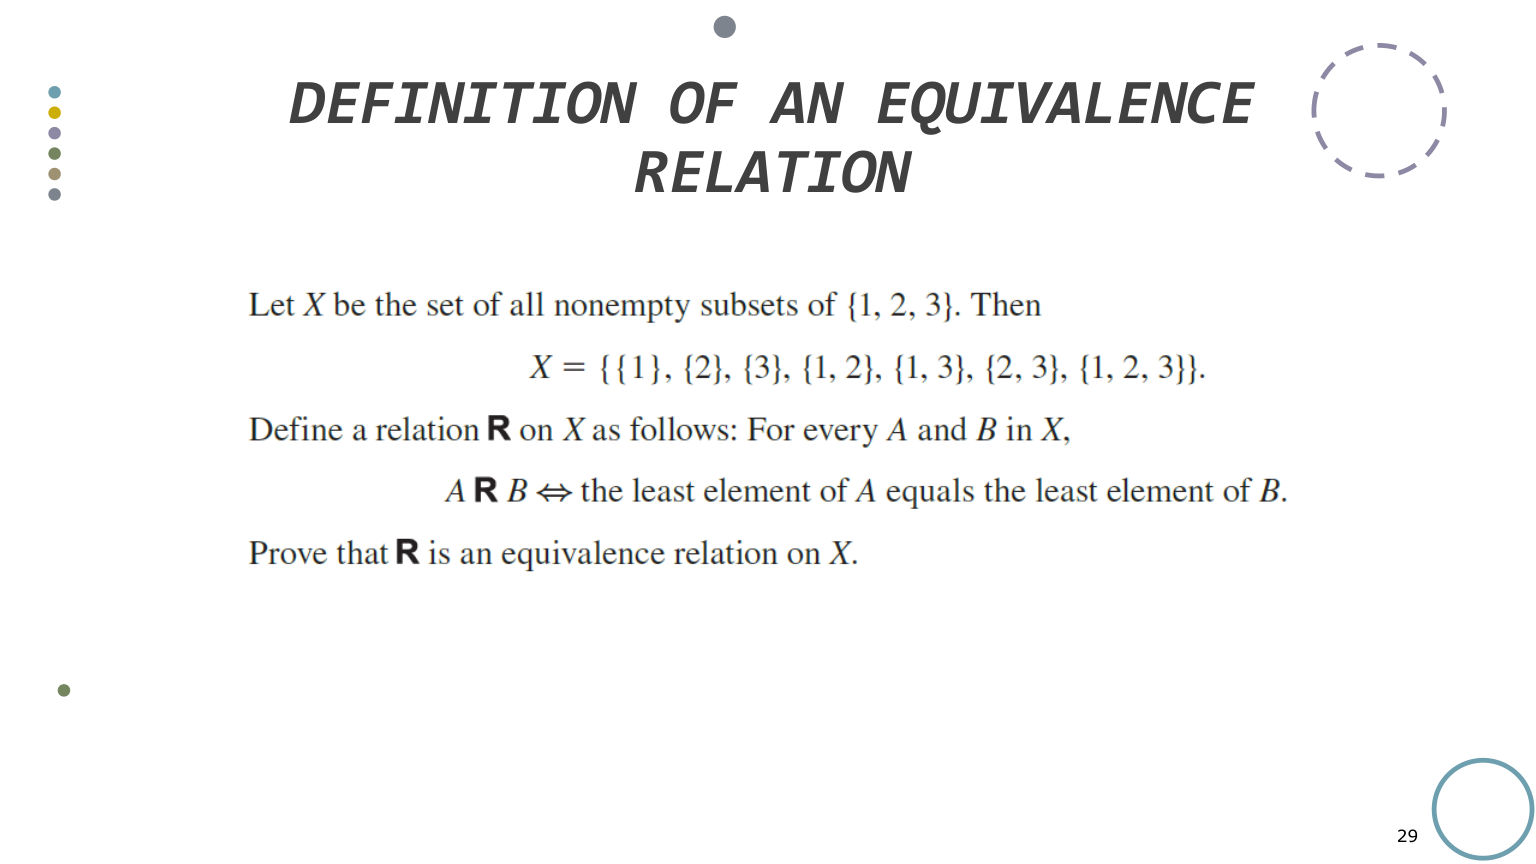 DEFINITION OF AN EQUIVALENCE
RELATION
Let X be the set of all nonempty subsets of {1, 2, 3}. Then
X = {{1}, {2}, {3}, {1, 2}, {1, 3}, {2, 3}, {1, 2, 3}}.
Define a relation R on X as follows: For every A and B in X,
A R B ⇔ the least element of A equals the least element of B.
Prove that R is an equivalence relation on X.
29